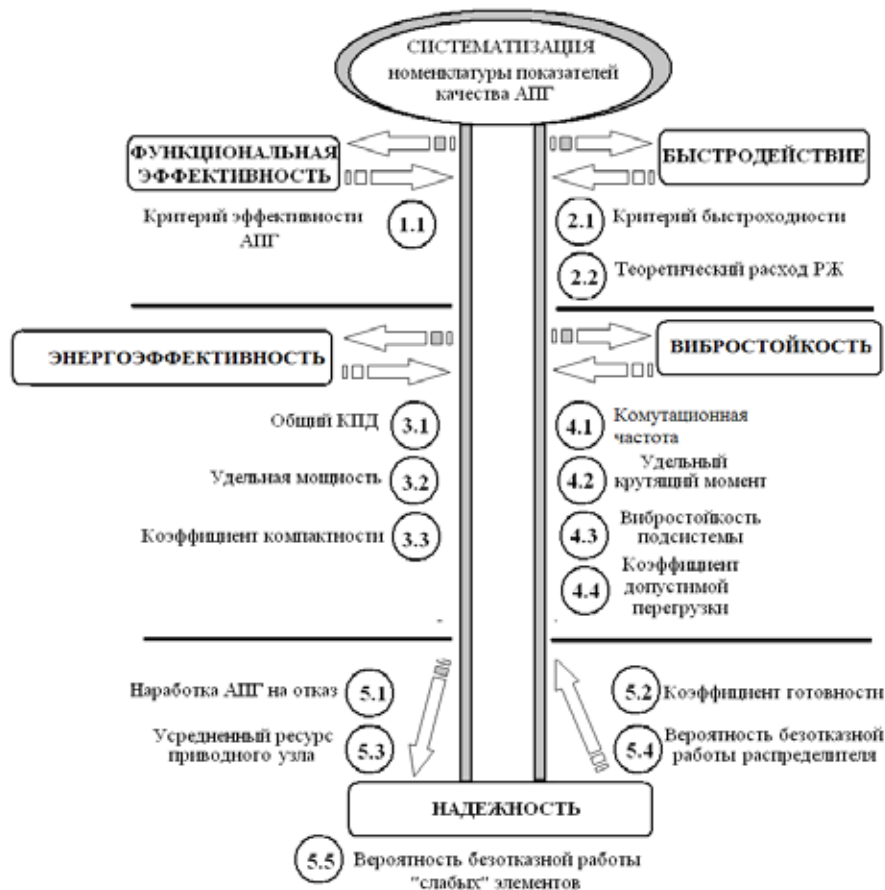 СИСТЕМАТИЗАЦИЯ
номенклатуры показателей
качества АПГ
ФУНКЦИОНАЛЬНАЯ
ЭФФЕКТИВНОСТЬ
БЫСТРОДЕЙСТВИЕ
Критерий эффективности
АПГ
1.1
2.1
Критерий быстроходности
2.2
Теоретический расход РЖ
ЭНЕРГОЭФФЕКТИВНОСТЬ
ВИБРОСТОЙКОСТЬ
Общий КПД
3.1
Удельная мощность
3.2
Коэффициент компактности
3.3
4.1
Комутационная
частота
4.2
Удельный
крутящий момент
4.3
Вибростойкость
подсистемы
4.4
Коэффициент
допустимой
перегрузки
Наработка АПГ на отказ
5.1
5.2
Коэффициент готовности
Усредненный ресурс
приводного узла
5.3
5.4
Вероятность безотказной
работы распределителя
НАДЕЖНОСТЬ
5.5
Вероятность безотказной работы
"слабых" элементов